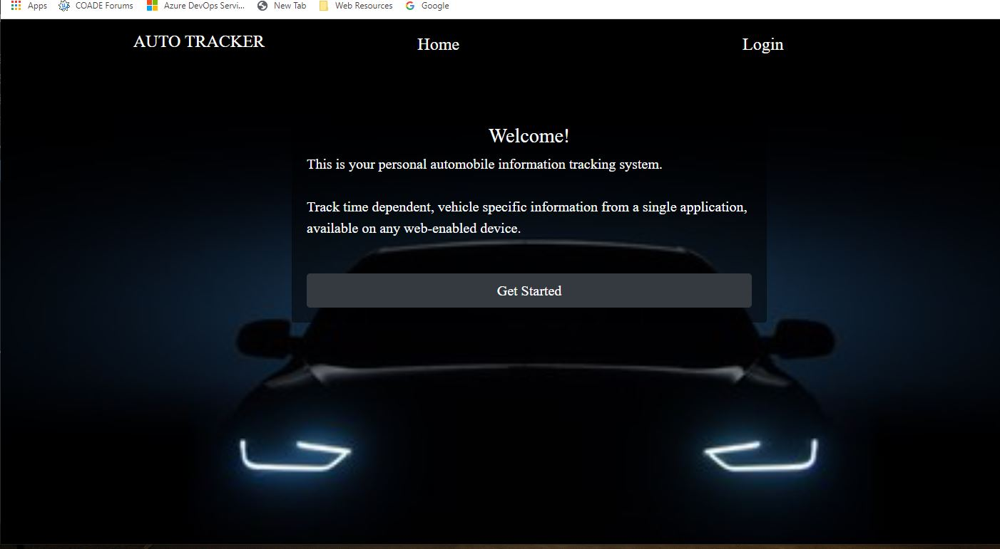 Apps COADE Forums Azure DevOps Servi... New Tab Web Resources Google
AUTO TRACKER Home Login
Welcome!
This is your personal automobile information tracking system.
Track time dependent, vehicle specific information from a single application,
available on any web-enabled device.
Get Started